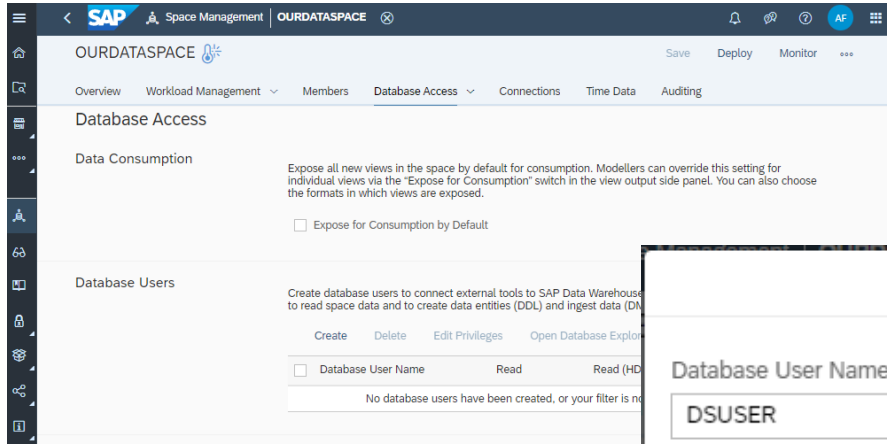 SAP Space Management OURDATASPACE AF
OURDATASPACE Save Deploy Monitor
Overview Workload Management Members Database Access Connections Time Data Auditing
Database Access
Data Consumption
Expose all new views in the space by default for consumption. Modellers can override this setting for
individual views via the "Expose for Consumption" switch in the view output side panel. You can also choose
the formats in which views are exposed.
Expose for Consumption by Default
Database Users
Create database users to connect external tools to SAP Data Warehouse
to read space data and to create data entities (DDL) and ingest data
Create Delete Edit Privileges Open Database
Database User Name Read Read (HD
No database users have been created, or your filter is
Database User Name
DSUSER